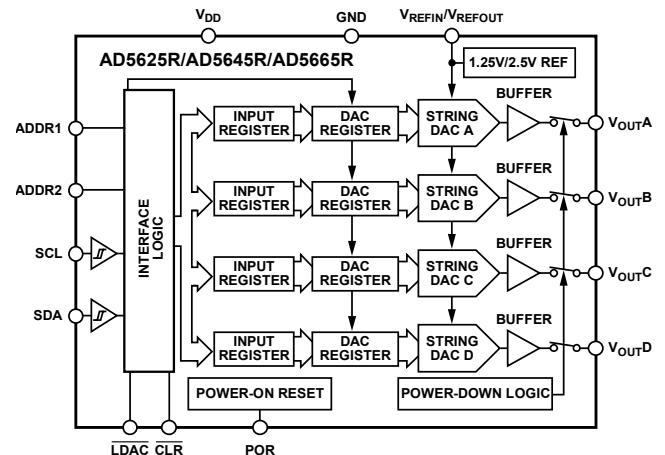 VDD
GND
VREFIN/VREFOUT
AD5625R/AD5645R/AD5665R
1.25V/2.5V REF
BUFFER
ADDR1
INPUT
REGISTER
DAC
REGISTER
STRING
DAC A
VOUTA
ADDR2
INPUT
REGISTER
DAC
REGISTER
STRING
DAC B
BUFFER
VOUTB
INTERFACE
LOGIC
SCL
INPUT
REGISTER
DAC
REGISTER
STRING
DAC C
BUFFER
VOUTC
SDA
INPUT
REGISTER
DAC
REGISTER
STRING
DAC D
BUFFER
VOUTD
POWER-ON RESET
POWER-DOWN LOGIC
LDAC
CLR
POR